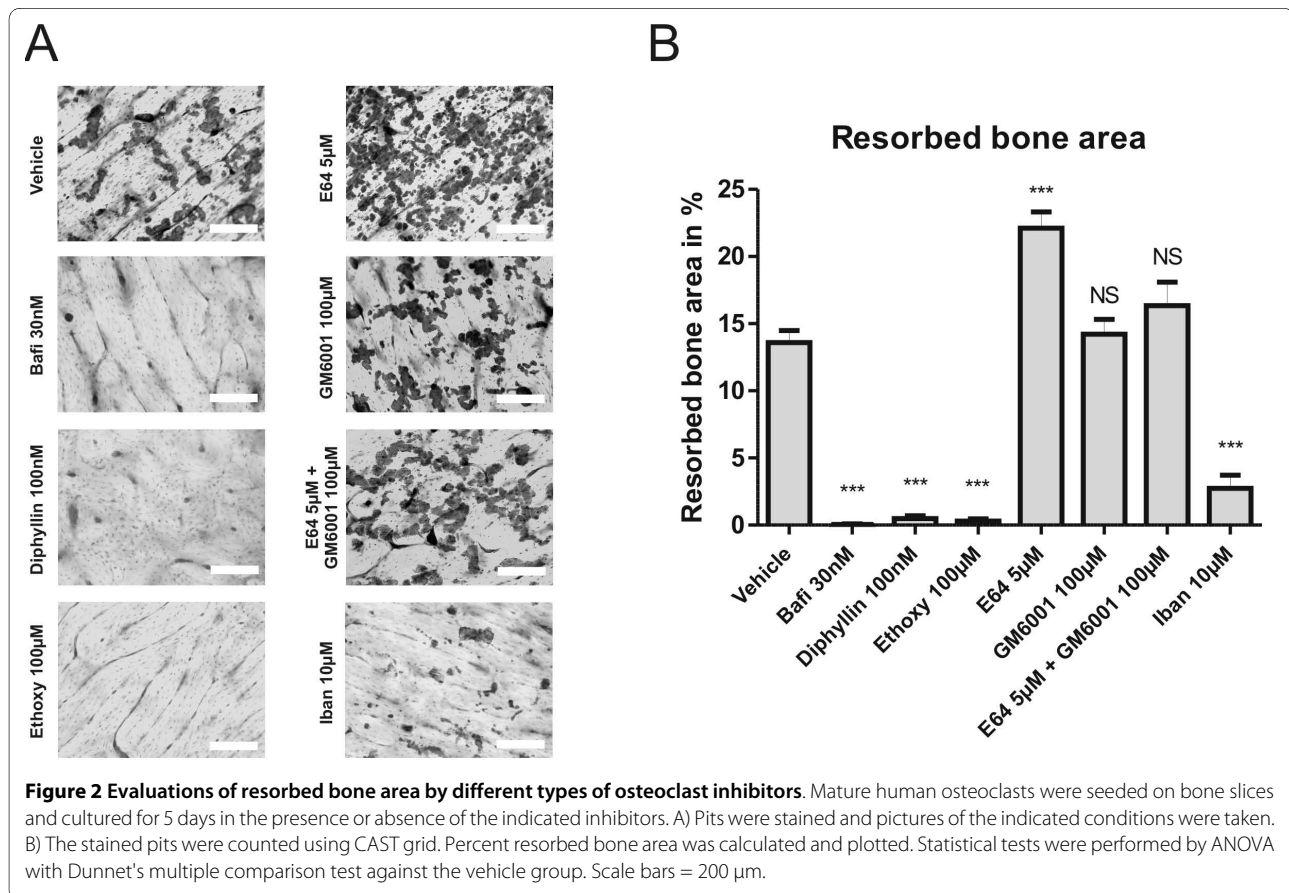 A
Vehicle
E64 5µM
Bafi 30nM
GM6001 100µM
Diphyllin 100nM
E64 5µM +
GM6001 100µM
Ethoxy 100µM
Iban 10µM
B
Resorbed bone area
Resorbed bone area in %
25
20
15
10
5
0
***
***
***
***
NS
NS
***
Vehicle
Bafi 30nM
Diphyllin 100nM
Ethoxy 100µM
E64 5µM
GM6001 100µM
E64 5µM + GM6001 100µM
Iban 10µM
Figure 2 Evaluations of resorbed bone area by different types of osteoclast inhibitors. Mature human osteoclasts were seeded on bone slices
and cultured for 5 days in the presence or absence of the indicated inhibitors. A) Pits were stained and pictures of the indicated conditions were taken.
B) The stained pits were counted using CAST grid. Percent resorbed bone area was calculated and plotted. Statistical tests were performed by ANOVA
with Dunnet's multiple comparison test against the vehicle group. Scale bars = 200 µm.